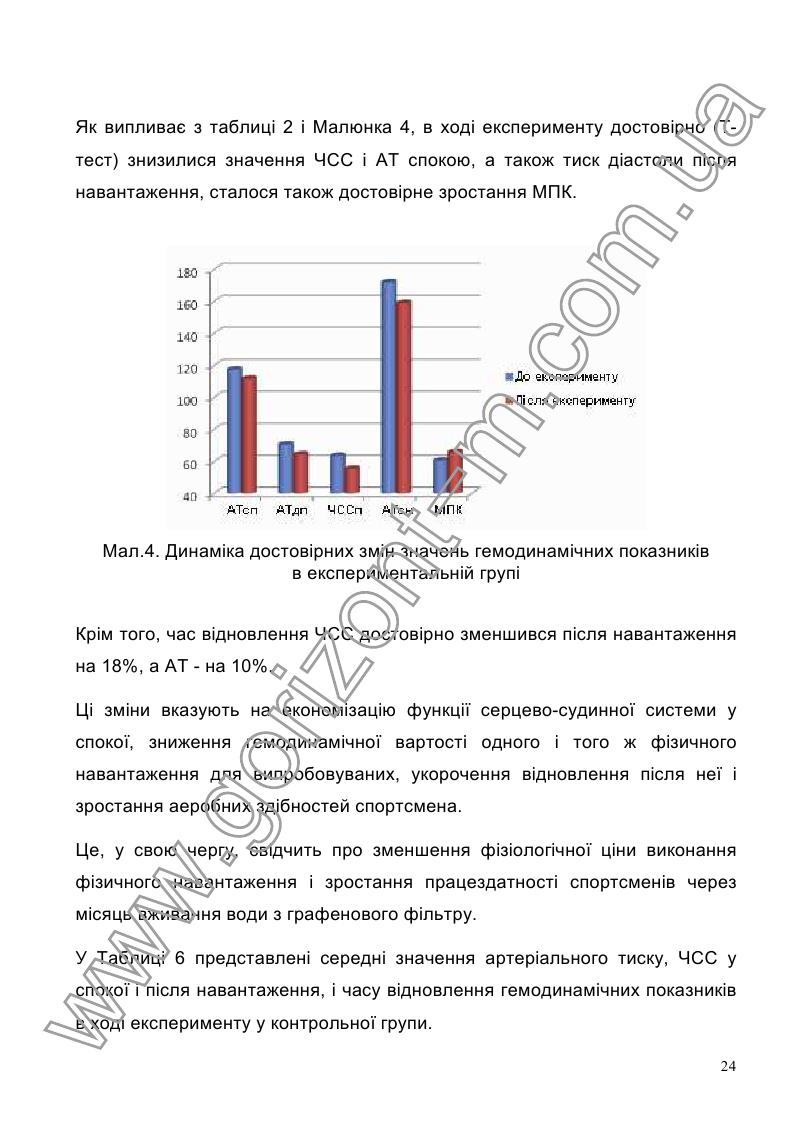 Як випливає з таблиці 2 і Малюнка 4, в ході експерименту достовірно (Т-
тест) знизилися значення ЧСС і АТ спокою, а також тиск діастоли після
навантаження, сталося також достовірне зростання МПК.
180
160
140
120
100
80
60
40
АТсп АТдп ЧССп АТсн МПК
До експерименту
Після експерименту
Мал.4. Динаміка достовірних змін значень гемодинамічних показників
в експериментальній групі
Крім того, час відновлення ЧСС достовірно зменшився після навантаження
на 18%, а АТ - на 10%.
Ці зміни вказують на економізацію функції серцево-судинної системи у
спокої, зниження гемодинамічної вартості одного і того ж фізичного
навантаження для випробовуваних, укорочення відновлення після неї і
зростання аеробних здібностей спортсмена.
Це, у свою чергу, свідчить про зменшення фізіологічної ціни виконання
фізичного навантаження і зростання працездатності спортсменів через
місяць вживання води з графенового фільтру.
У Таблиці 6 представлені середні значення артеріального тиску, ЧСС у
спокої і після навантаження, і часу відновлення гемодинамічних показників
в ході експерименту у контрольної групи.
24
www.gorizont-m.com.ua